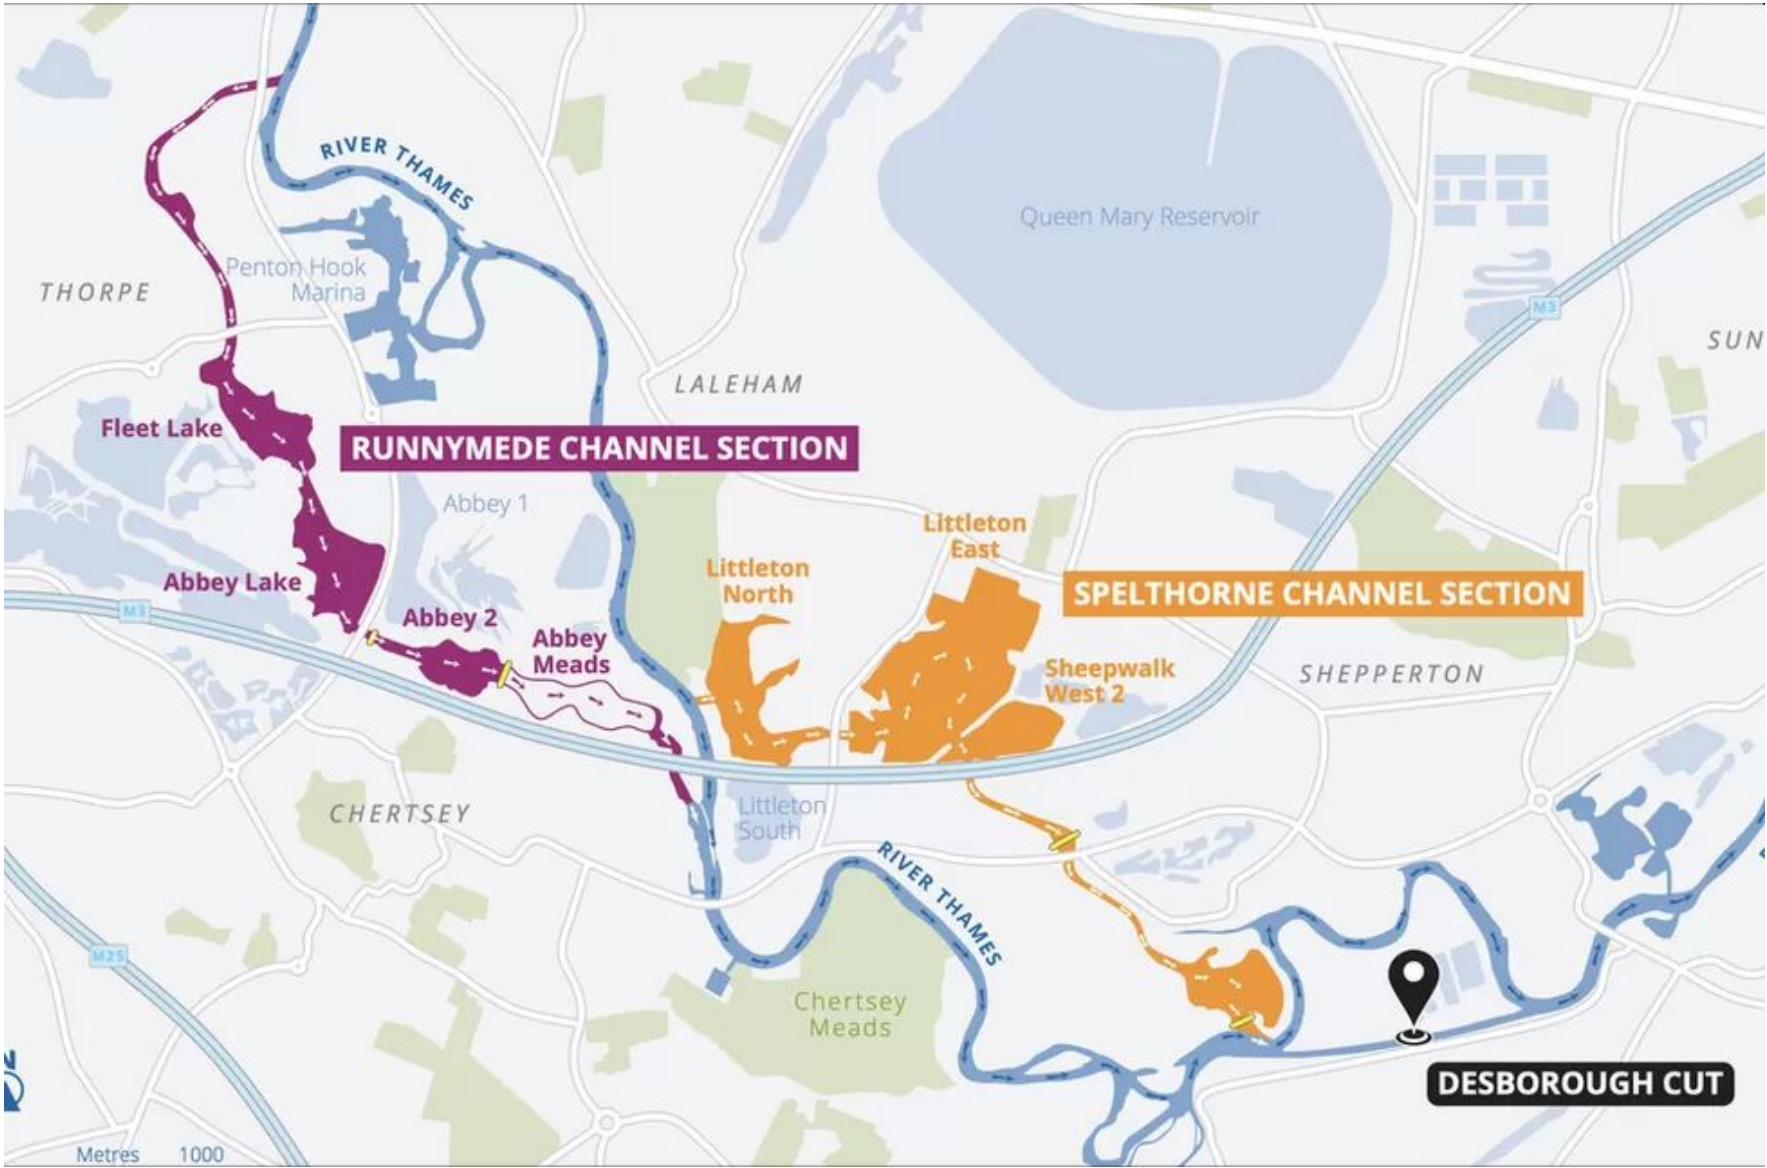 RIVER THAMES
Queen Mary Reservoir
Penton Hook
Marina
THORPE
M3
SUN
LALEHAM
Fleet Lake
RUNNYMEDE CHANNEL SECTION
Abbey 1
Littleton
East
Littleton
North
Abbey Lake
SPELTHORNE CHANNEL SECTION
M3
Abbey 2
Abbey
Meads
Sheepwalk
West 2
SHEPPERTON
CHERTSEY
Littleton
South
RIVER THAMES
M25
Chertsey
Meads
DESBOROUGH CUT
Metres 1000